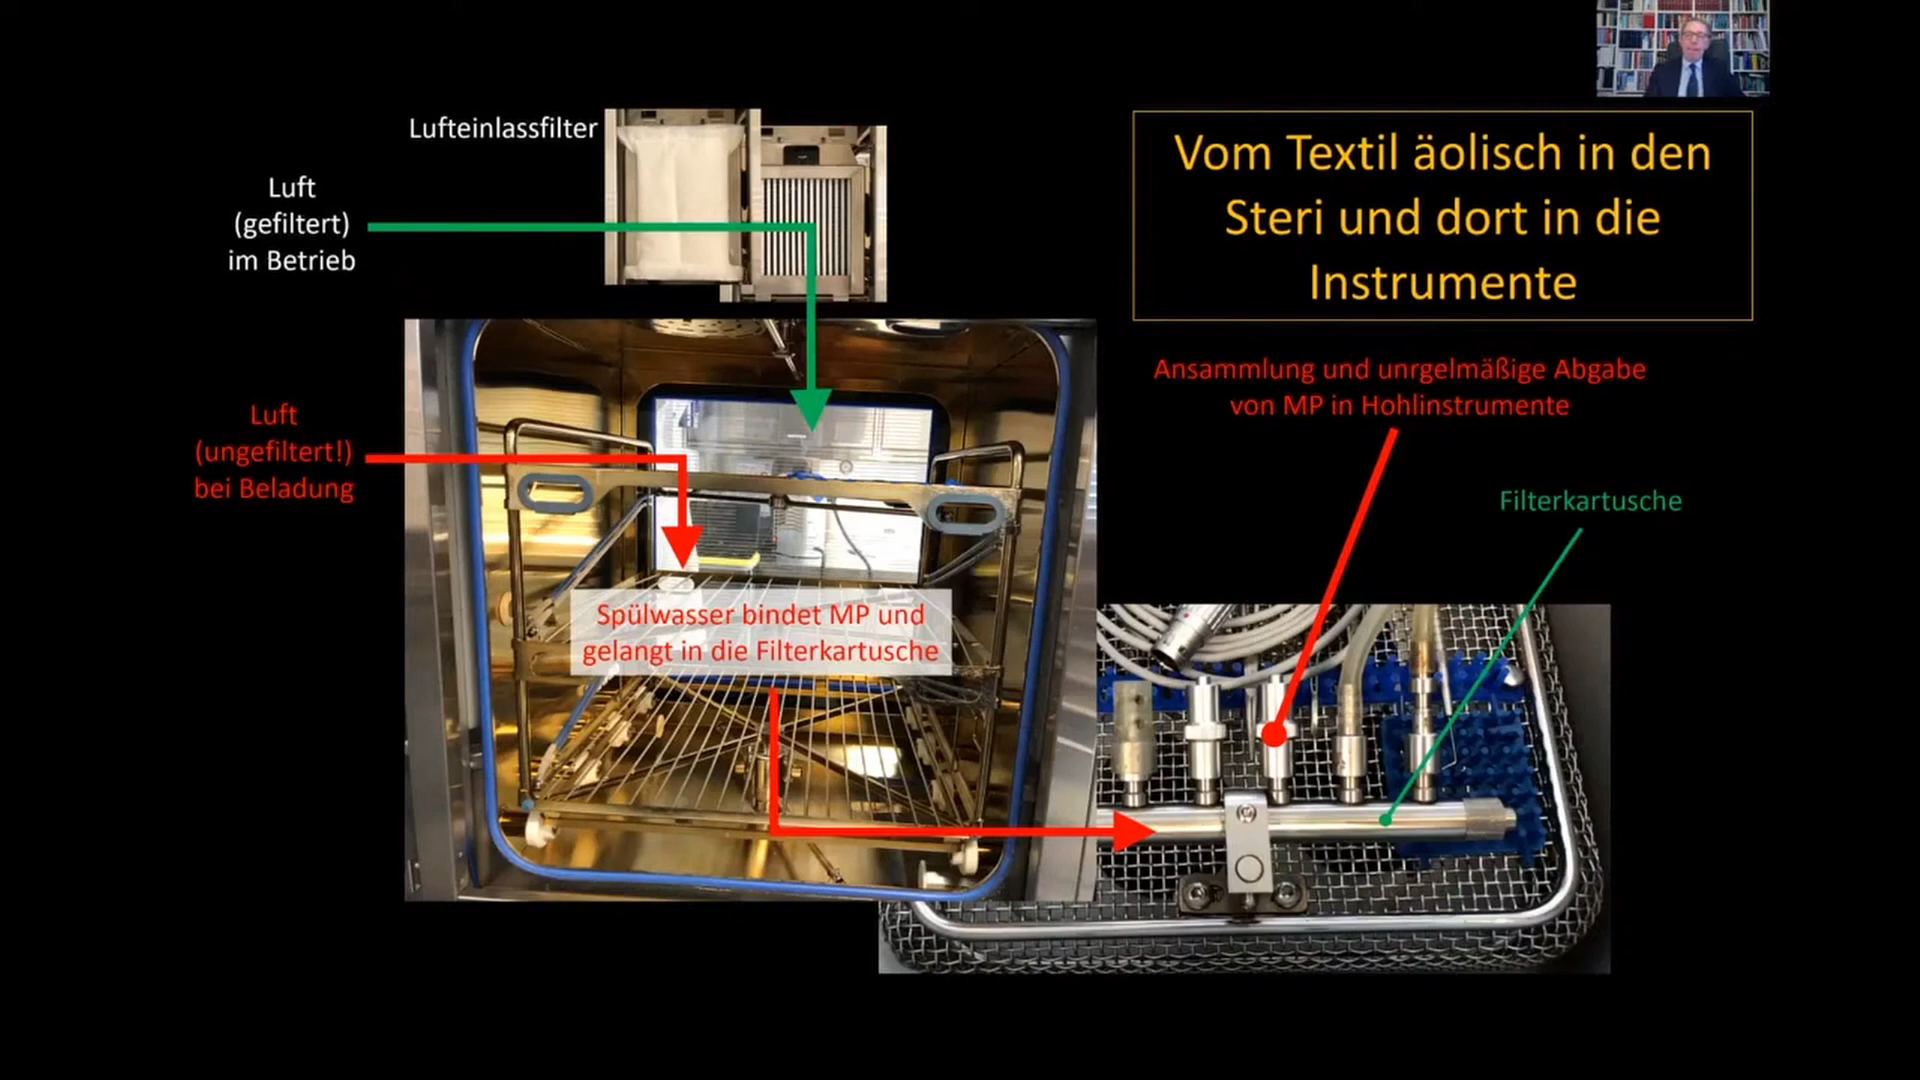 Lufteinlassfilter
Luft
(gefiltert)
im Betrieb
Vom Textil äolisch in den
Steri und dort in die
Instrumente
Ansammlung und unrgelmäßige Abgabe
von MP in Hohlinstrumente
Luft
(ungefiltert!)
bei Beladung
Filterkartusche
Spülwasser bindet MP und
gelangt in die Filterkartusche